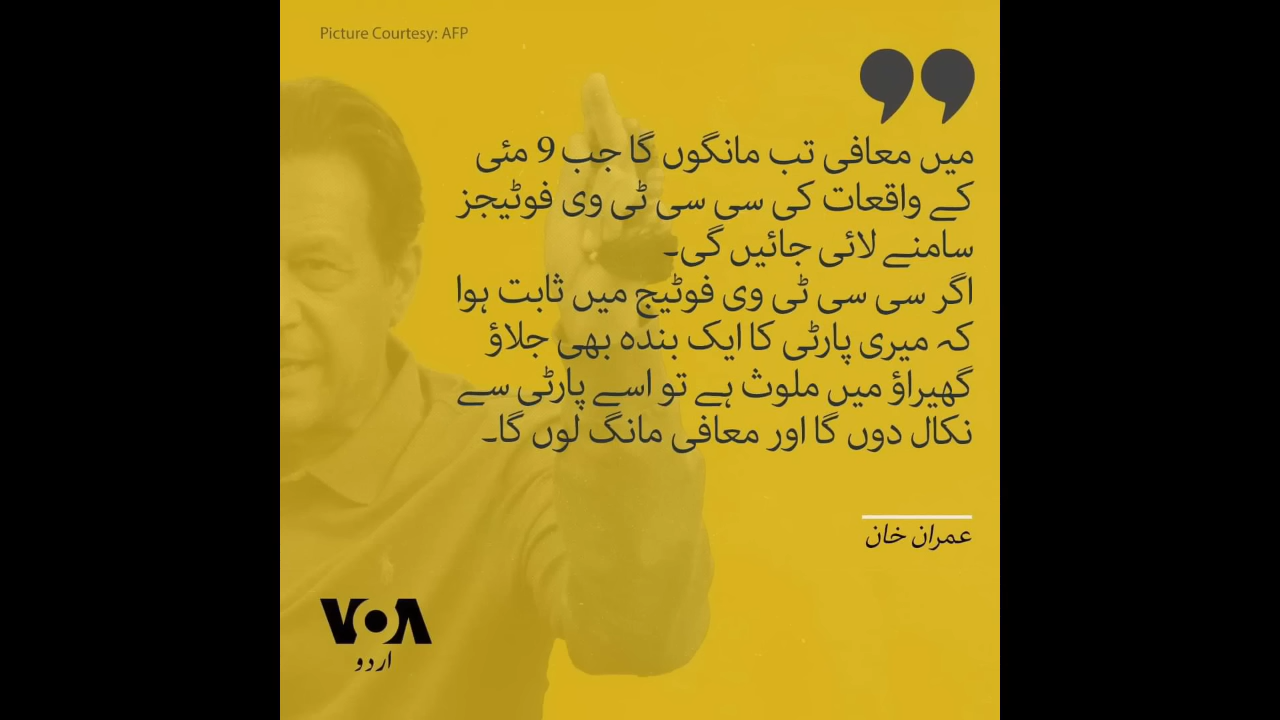 Picture Courtesy: AFP
میں معافی تب مانگوں گا جب 9 مئی
کے واقعات کی سی سی ٹی وی فوٹیجز
سامنے لائی جائیں گی۔
اگر سی سی ٹی وی فوٹیج میں ثابت ہوا
کہ میری پارٹی کا ایک بندہ بھی جلاؤ
گھیراؤ میں ملوث ہے تو اسے پارٹی سے
نکال دوں گا اور معافی مانگ لوں گا۔
عمران خان
VOA
اردو